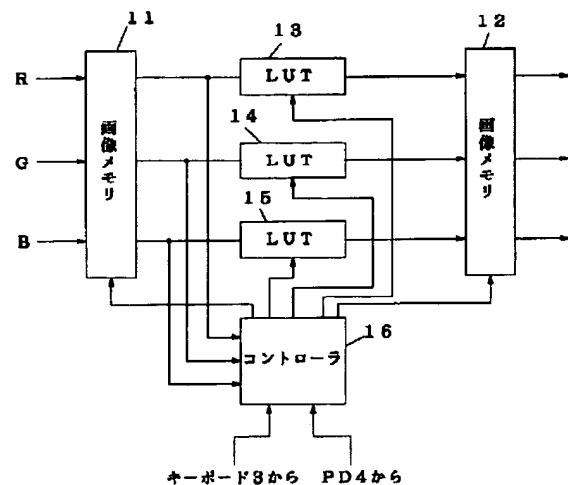 11
13
12
R
LUT
14
画像メモリ
画像メモリ
G
LUT
15
B
LUT
16
コントローラ
キーボード3から
PD4から